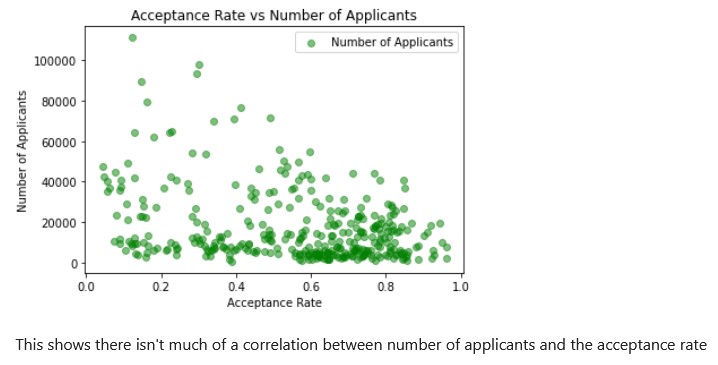 Acceptance Rate vs Number of Applicants
Number of Applicants
100000
80000
60000
40000
20000
0
Number of Applicants
0.0 0.2 0.4 0.6 0.8 1.0
Acceptance Rate
This shows there isn't much of a correlation between number of applicants and the acceptance rate